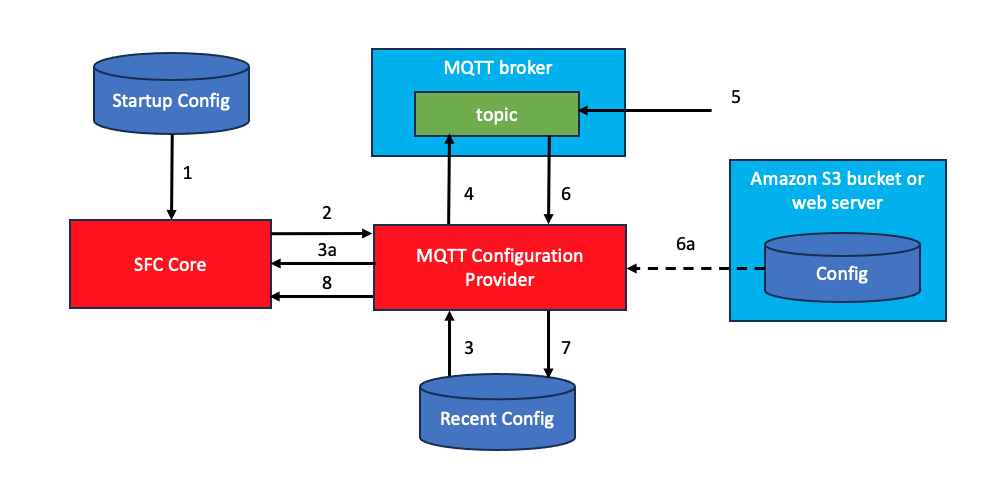 MQTT broker
Startup Config
topic
5
1
4
6
Amazon S3 bucket or
web server
2
SFC Core
3a
MQTT Configuration
Provider
6a
Config
8
3
7
Recent Config